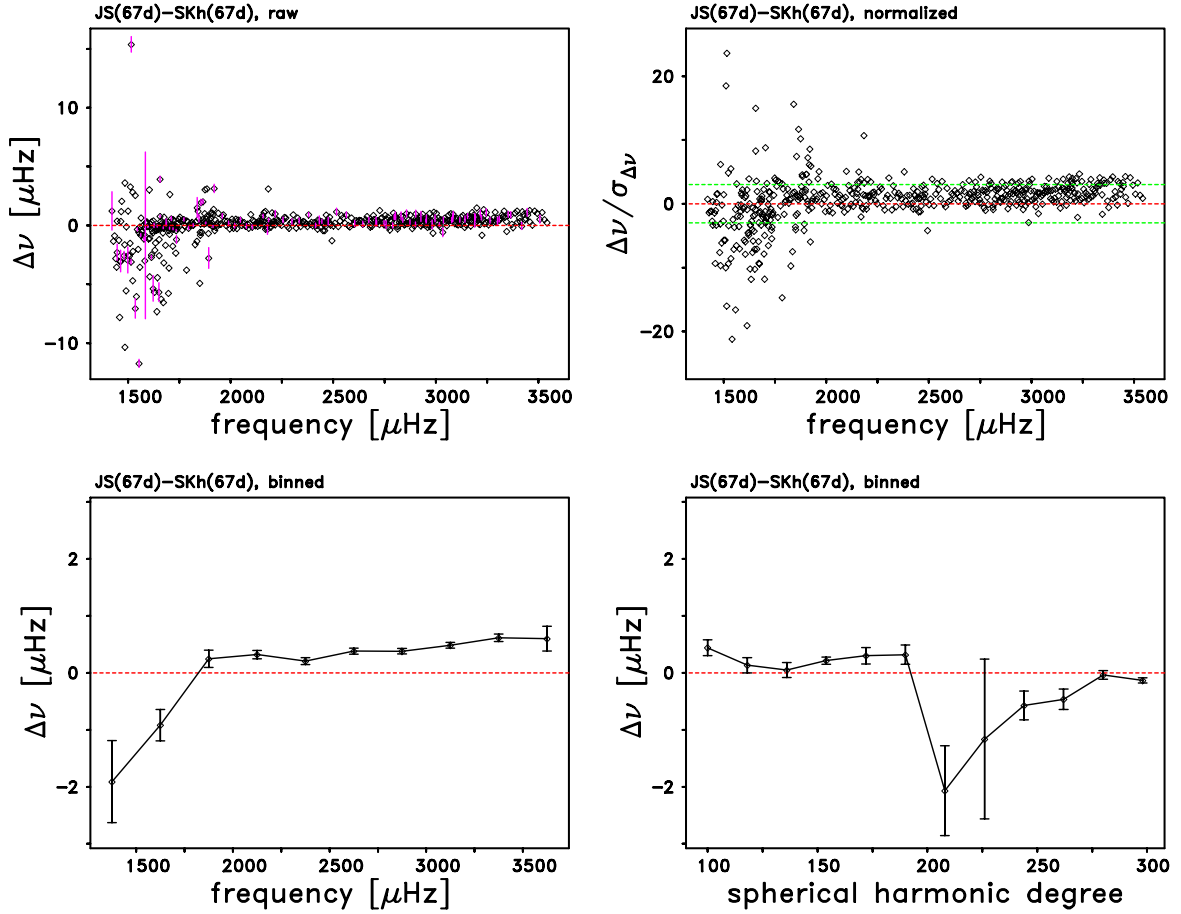 JS(67d)−SKh(67d), raw
Δν [μHz]
10
0
−10
1500 2000 2500 3000 3500
frequency [μHz]
JS(67d)−SKh(67d), normalized
Δν/σΔν
20
0
−20
1500 2000 2500 3000 3500
frequency [μHz]
JS(67d)−SKh(67d), binned
Δν [μHz]
2
0
−2
1500 2000 2500 3000 3500
frequency [μHz]
JS(67d)−SKh(67d), binned
Δν [μHz]
2
0
−2
100 150 200 250 300
spherical harmonic degree